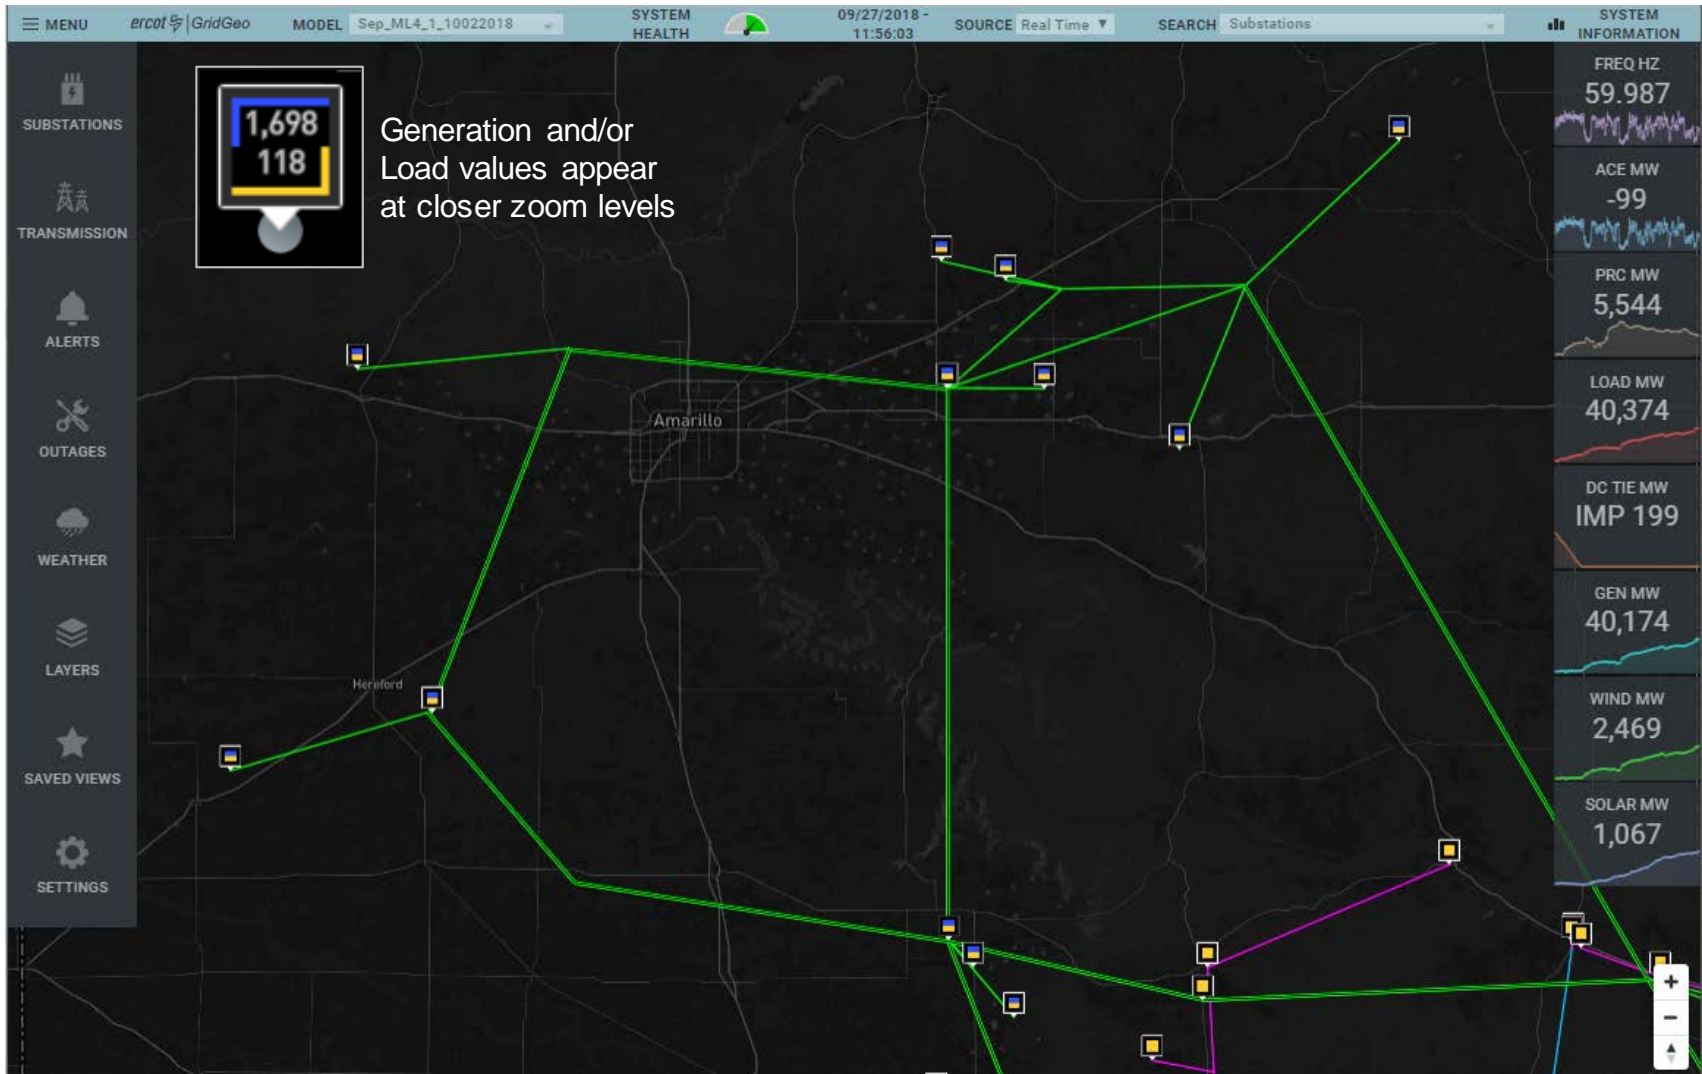 MENU
ercot GridGeo
MODEL Sep_ML4_1_10022018
SYSTEM
HEALTH
09/27/2018 -
11:56:03
SOURCE Real Time
SEARCH Substations
SYSTEM
INFORMATION
SUBSTATIONS
TRANSMISSION
ALERTS
OUTAGES
WEATHER
LAYERS
SAVED VIEWS
SETTINGS
1,698
118
Generation and/or
Load values appear
at closer zoom levels
Amarillo
Hereford
FREQ HZ
59.987
ACE MW
-99
PRC MW
5,544
LOAD MW
40,374
DC TIE MW
IMP 199
GEN MW
40,174
WIND MW
2,469
SOLAR MW
1,067